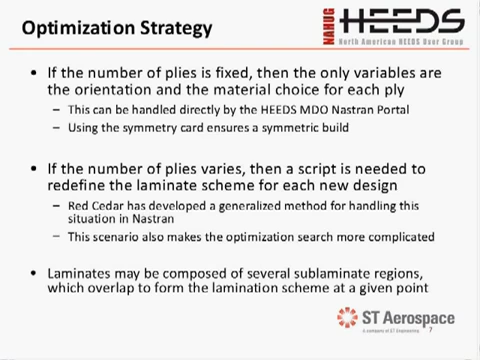 Optimization Strategy
NAHUG
HEEDS
North American HEEDS User Group
• If the number of plies is fixed, then the only variables are
the orientation and the material choice for each ply
– This can be handled directly by the HEEDS MDO Nastran Portal
– Using the symmetry card ensures a symmetric build
• If the number of plies varies, then a script is needed to
redefine the laminate scheme for each new design
– Red Cedar has developed a generalized method for handling this
situation in Nastran
– This scenario also makes the optimization search more complicated
• Laminates may be composed of several sublaminate regions,
which overlap to form the lamination scheme at a given point
ST Aerospace
A company of ST Engineering
7